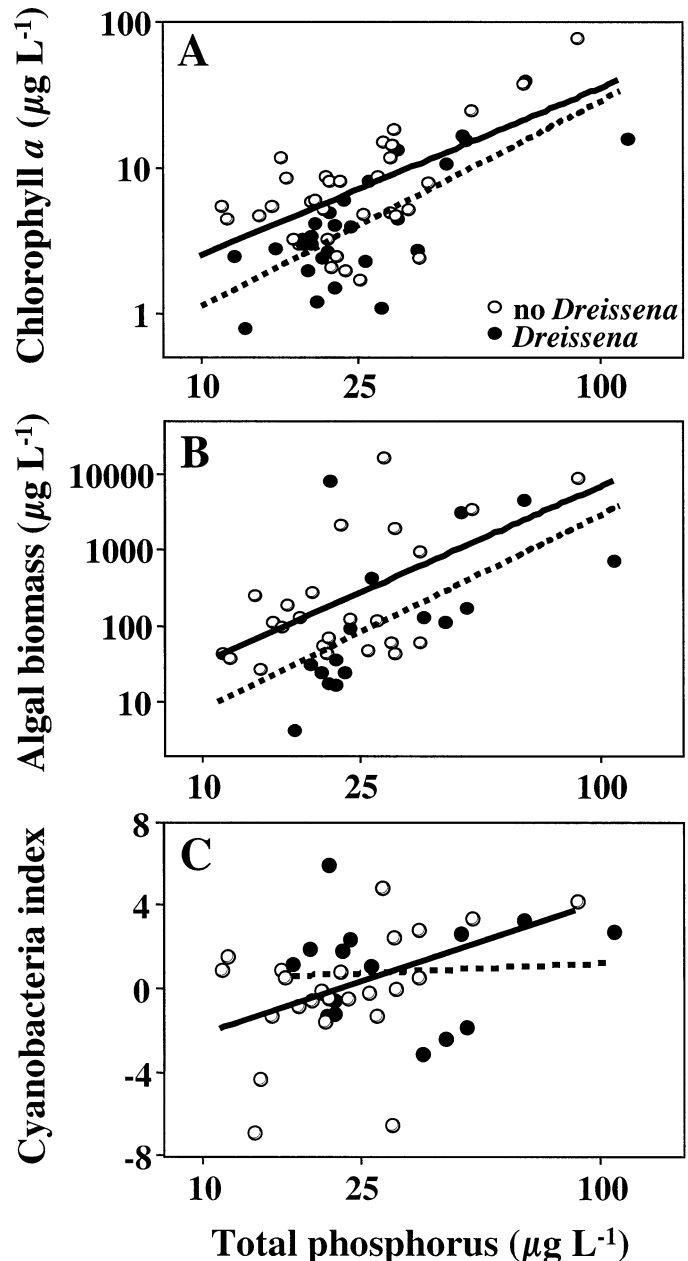 A
Chlorophyll a (µg L-1)
100
10
1
no Dreissena
Dreissena
10 25 100
B
Algal biomass (µg L-1)
10000
1000
100
10
10 25 100
C
Cyanobacteria index
8
4
0
-4
-8
10 25 100
Total phosphorus (µg L-1)